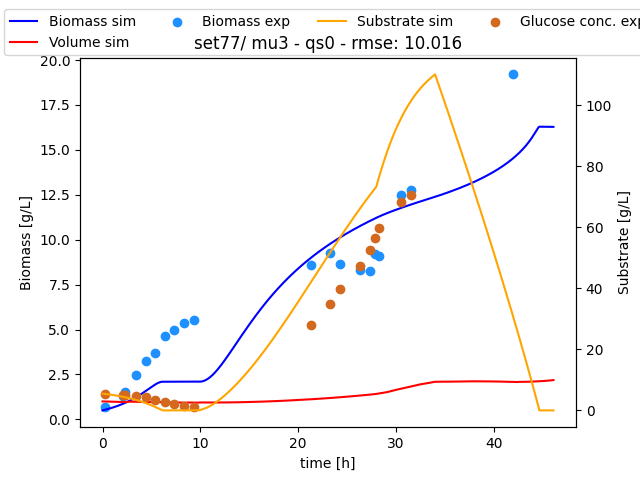 Biomass sim
Biomass exp
Substrate sim
Glucose conc. exp
Volume sim
set77/ mu3 - qs0 - rmse: 10.016
20.0
17.5
15.0
12.5
10.0
7.5
5.0
2.5
0.0
Biomass [g/L]
100
80
60
40
20
0
Substrate [g/L]
0
10
20
30
40
time [h]